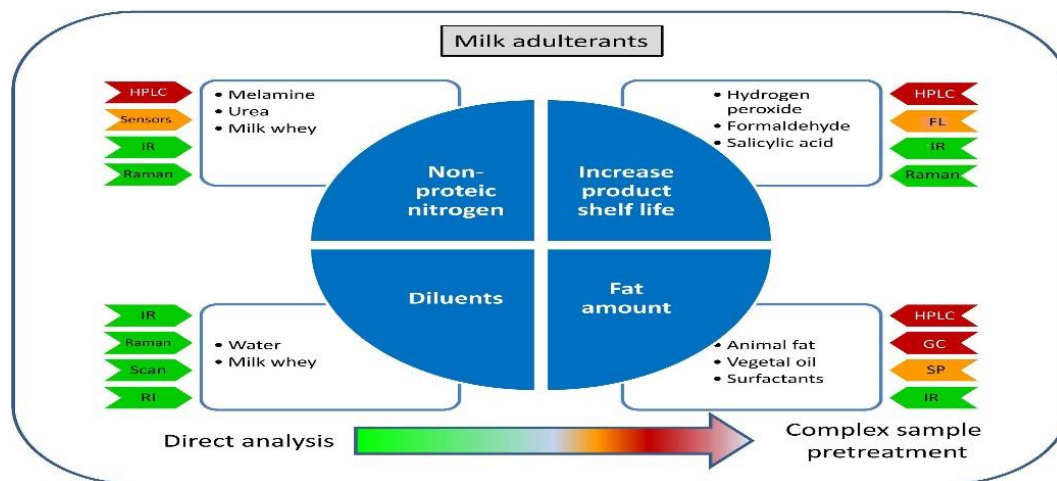 Milk adulterants
HPLC
Sensors
IR
Raman
• Melamine
• Urea
• Milk whey
Non-
proteic
nitrogen
Increase
product
shelf life
• Hydrogen
peroxide
• Formaldehyde
• Salicylic acid
HPLC
FL
IR
Raman
IR
Raman
Scan
RI
• Water
• Milk whey
Diluents
Fat
amount
• Animal fat
• Vegetal oil
• Surfactants
HPLC
GC
SP
IR
Direct analysis
Complex sample
pretreatment